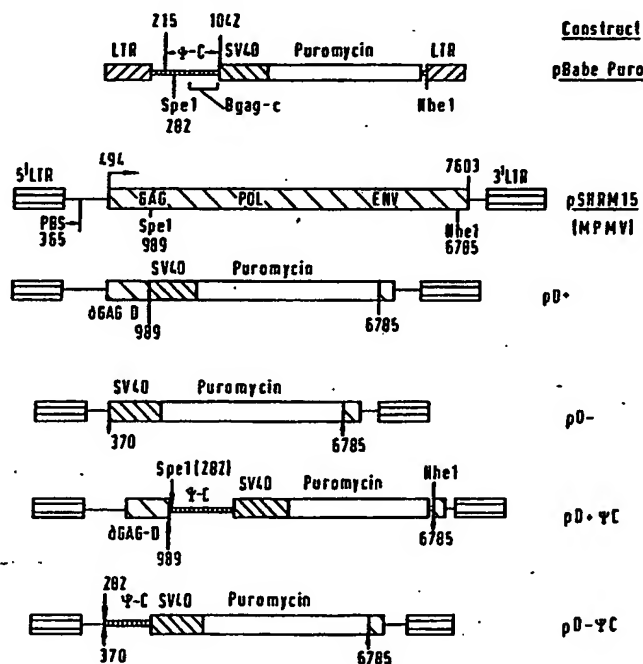 Construct
215 Ψ-C 1042
LTR SV40 Puromycin LTR
pBabe Puro
Spe1 Bgag-c Nhe1
282
5'LTR 494 7603 3'LTR
GAG POL ENV
pSHRM15
PBS Spe1 Nhe1
365 989 6785
(MPMV)
SV40 Puromycin
pD+
∂GAG D 989 6785
SV40 Puromycin
pD-
370 6785
Spe1(282) Ψ-C SV40 Puromycin Nhe1
pD+ΨC
∂GAG-D 989 6785
282 Ψ-C SV40 Puromycin
pD-ΨC
370 6785